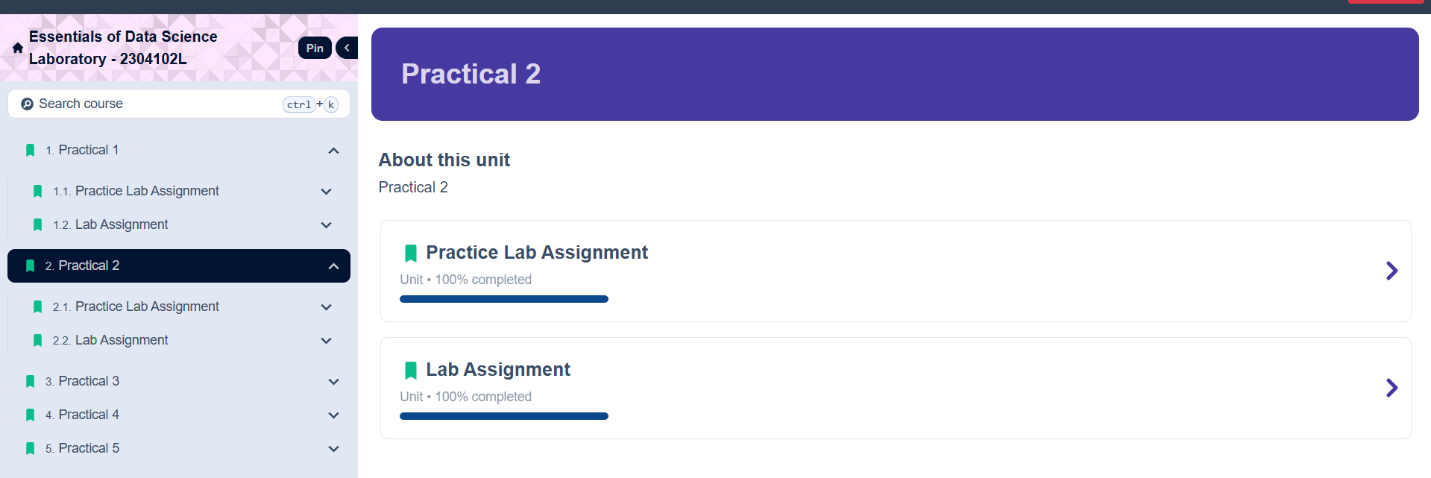 Essentials of Data Science
Laboratory - 2304102L
Pin
Search course
ctrl+k
1. Practical 1
1.1. Practice Lab Assignment
1.2. Lab Assignment
2. Practical 2
2.1. Practice Lab Assignment
2.2. Lab Assignment
3. Practical 3
4. Practical 4
5. Practical 5
Practical 2
About this unit
Practical 2
Practice Lab Assignment
Unit • 100% completed
Lab Assignment
Unit • 100% completed